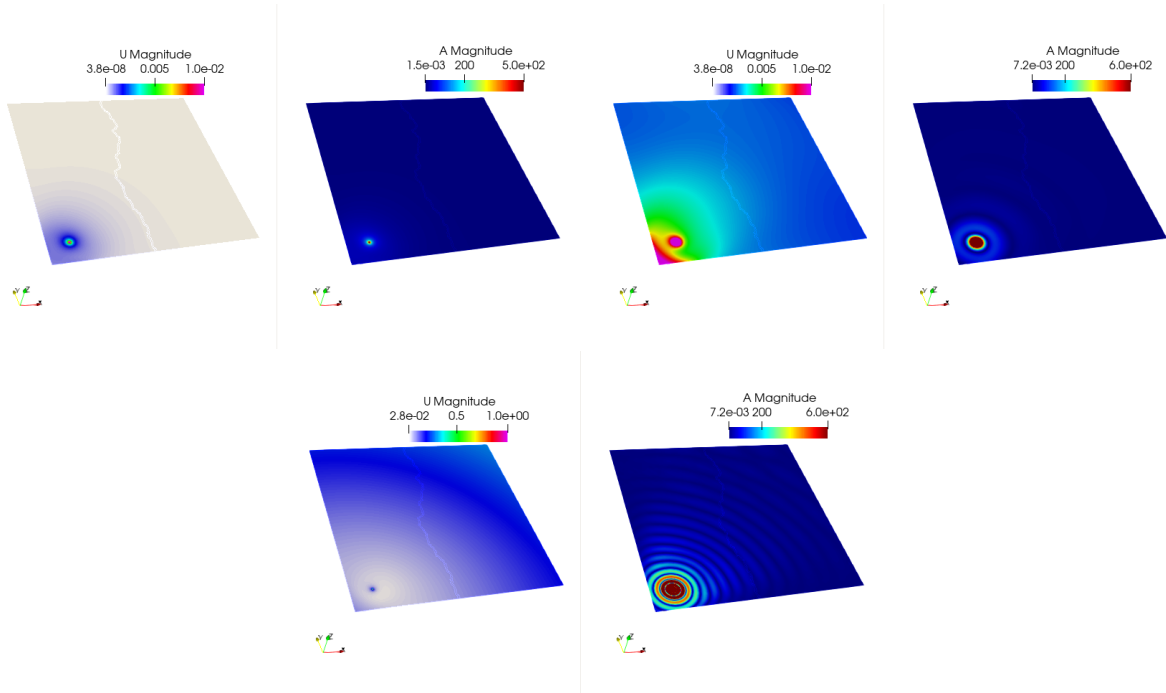 U Magnitude
3.8e-08 0.005 1.0e-02
A Magnitude
1.5e-03 200 5.0e+02
U Magnitude
3.8e-08 0.005 1.0e-02
A Magnitude
7.2e-03 200 6.0e+02
Y Z X
Y Z X
Y Z X
Y Z X
U Magnitude
2.8e-02 0.5 1.0e+00
A Magnitude
7.2e-03 200 6.0e+02
Y Z X
Y Z X